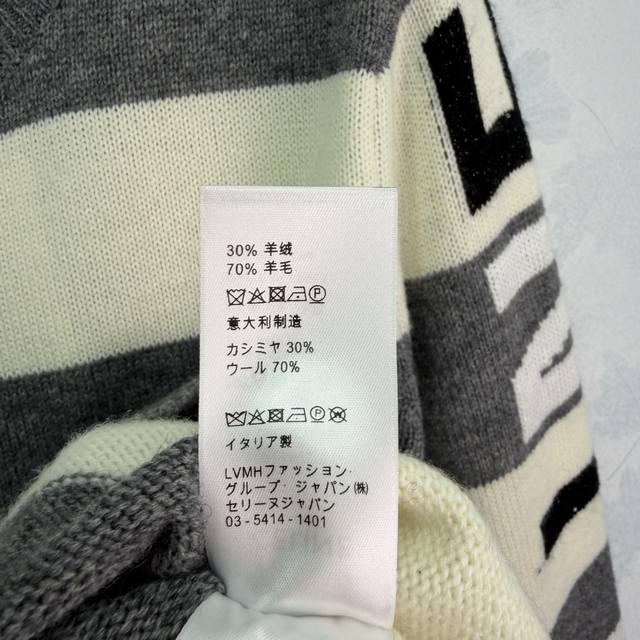 30% 羊绒
70% 羊毛
意大利制造
カシミヤ 30%
ウール 70%
イタリア製
LVMHファッション・
グループ・ジャパン(株)
セリーヌジャパン
03-5414-1401